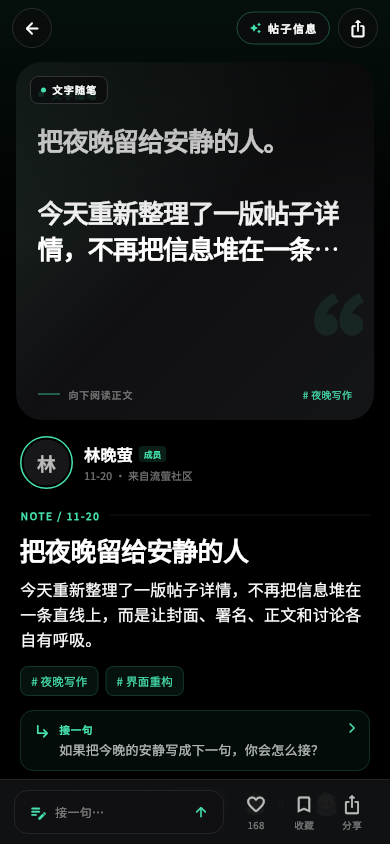 帖子信息
文字随笔
把夜晚留给安静的人。
今天重新整理了一版帖子详
情，不再把信息堆在一条…
向下阅读正文
# 夜晚写作
林
林晚萤 成员
11-20 · 来自流萤社区
NOTE / 11-20
把夜晚留给安静的人
今天重新整理了一版帖子详情，不再把信息堆在
一条直线上，而是让封面、署名、正文和讨论各
自有呼吸。
# 夜晚写作 # 界面重构
接一句
如果把今晚的安静写成下一句，你会怎么接？
接一句…
168
收藏
分享